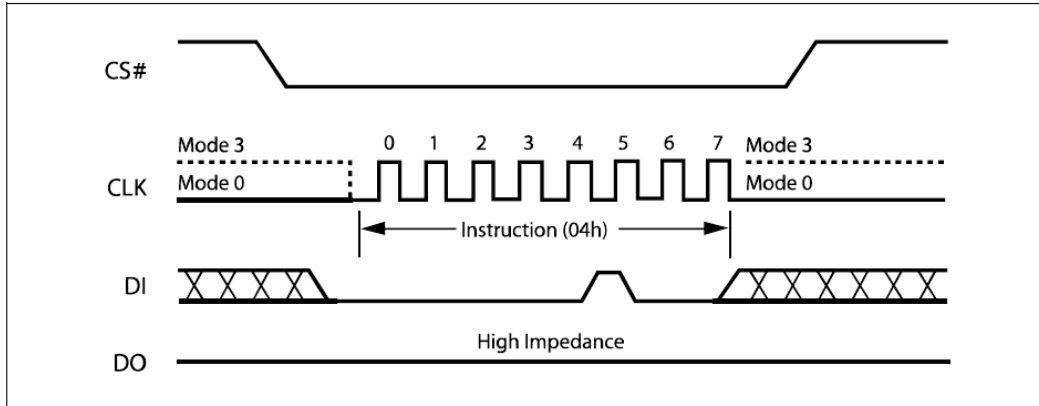 CS#
Mode 3
0 1 2 3 4 5 6 7
Mode 3
CLK
Mode 0
Mode 0
Instruction (04h)
DI
High Impedance
DO